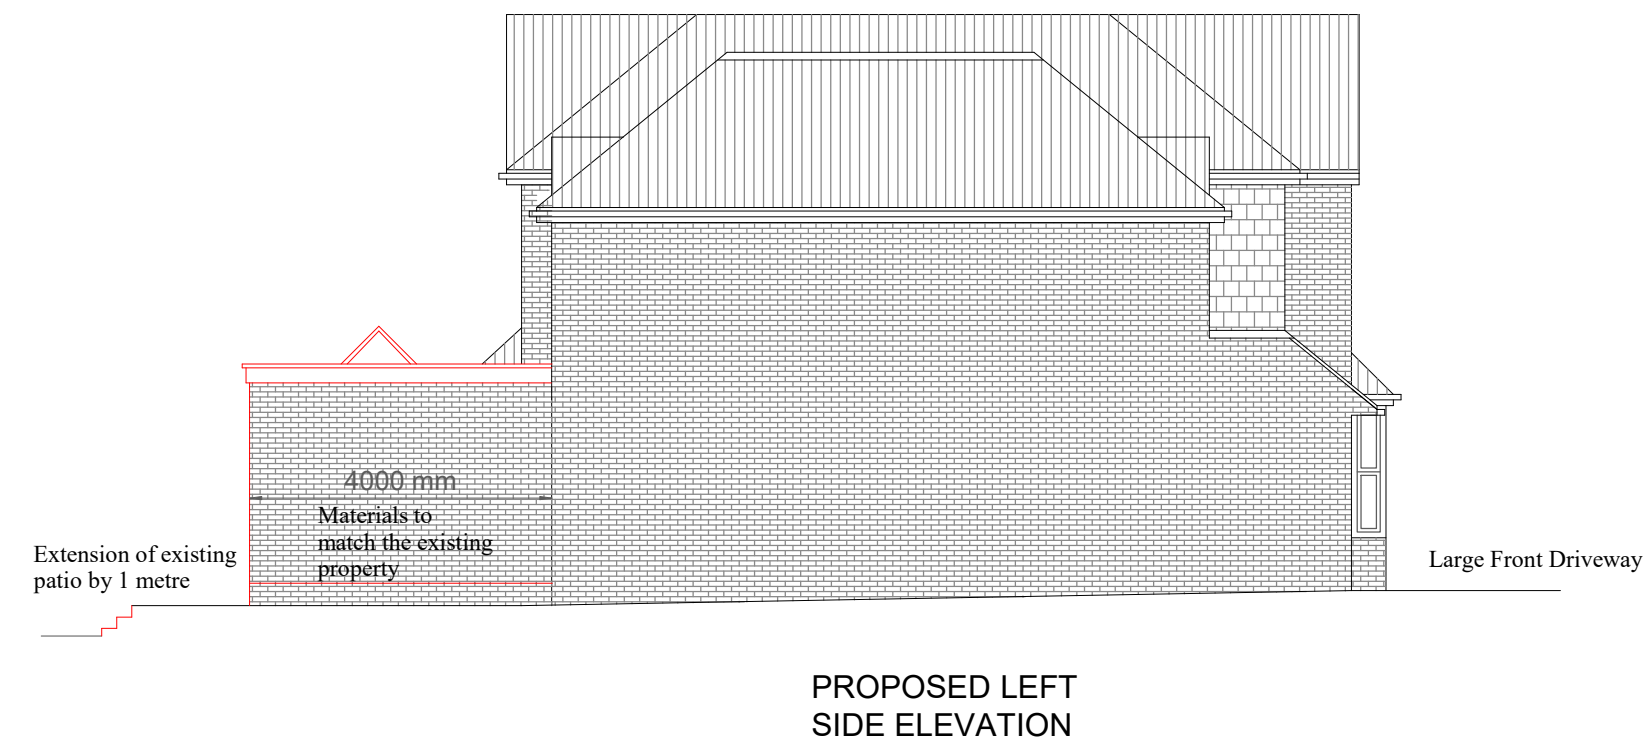 4000 mm
Materials to
match the existing
property
Extension of existing
patio by 1 metre
Large Front Driveway
PROPOSED LEFT
SIDE ELEVATION